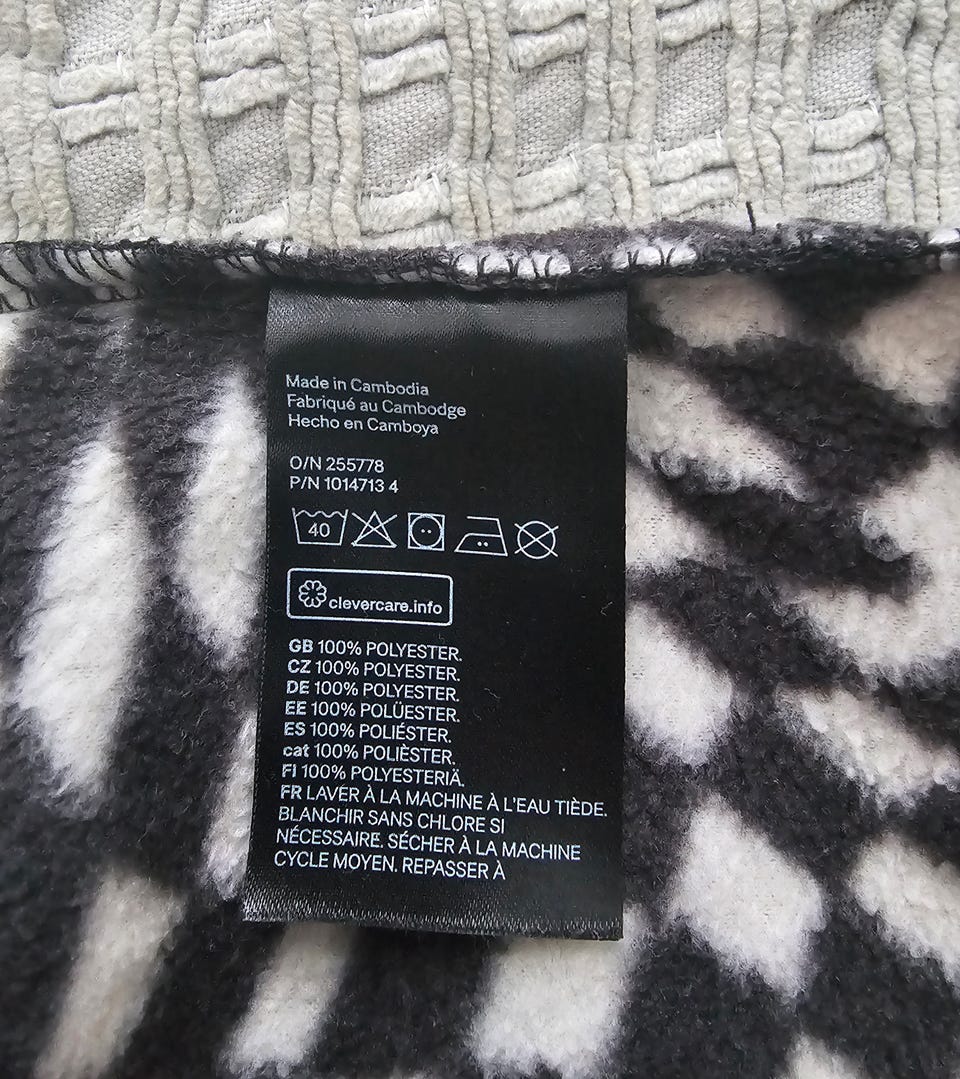 Made in Cambodia
Fabriqué au Cambodge
Hecho en Camboya
O/N 255778
P/N 1014713 4
40
clevercare.info
GB 100% POLYESTER.
CZ 100% POLYESTER.
DE 100% POLYESTER.
EE 100% POLÜESTER.
ES 100% POLIÉSTER.
cat 100% POLIÈSTER.
FI 100% POLYESTERIÄ.
FR LAVER À LA MACHINE À L'EAU TIÈDE.
BLANCHIR SANS CHLORE SI
NÉCESSAIRE. SÉCHER À LA MACHINE
CYCLE MOYEN. REPASSER À